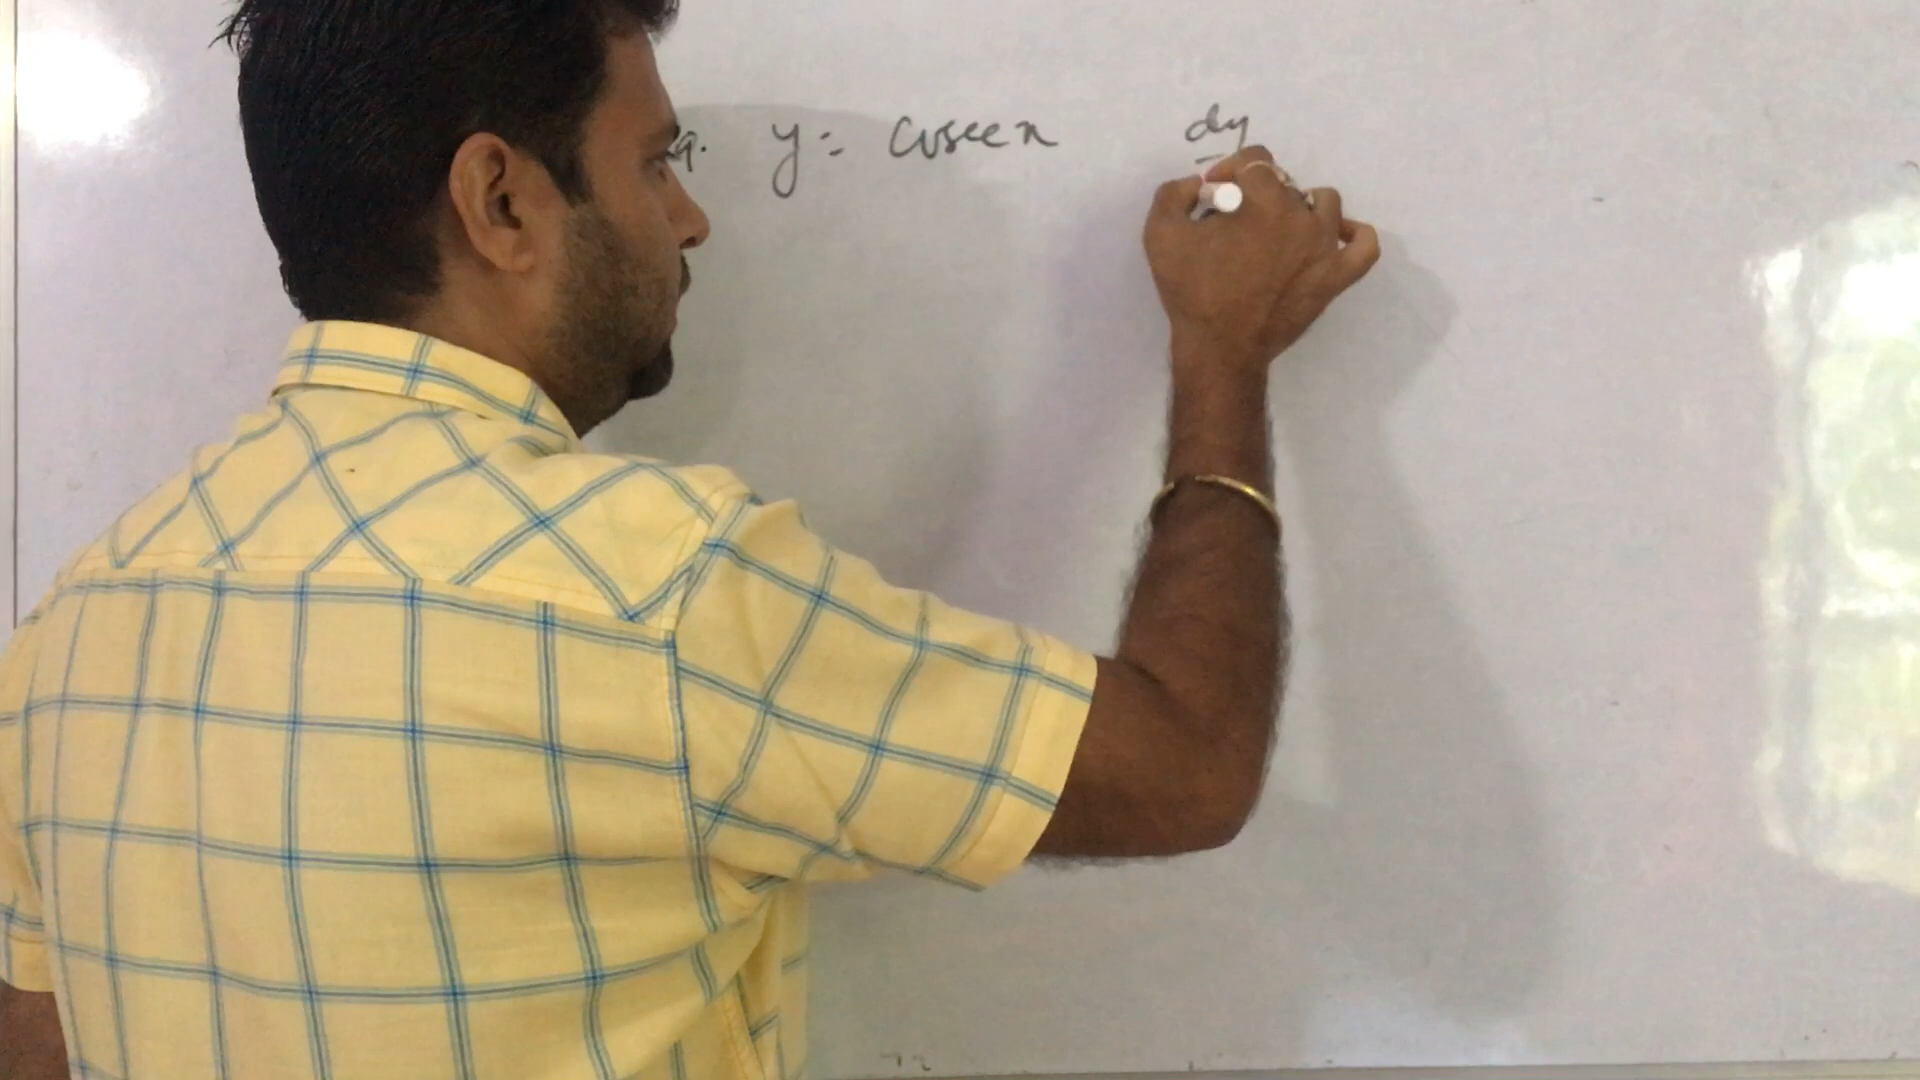 9. y = cosec x dy